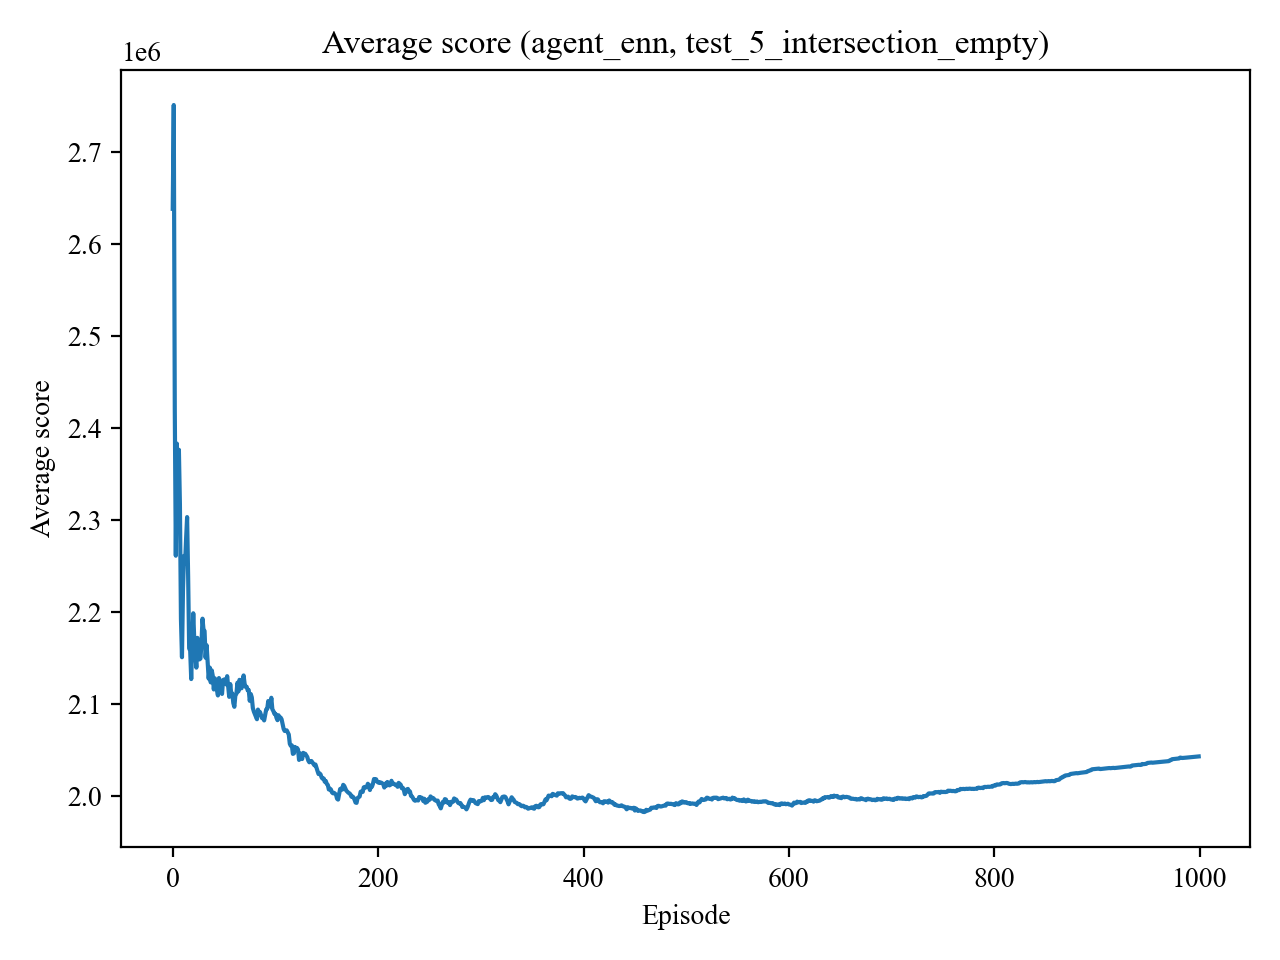 Average score (agent_enn, test_5_intersection_empty)
1e6
2.7
2.6
2.5
2.4
2.3
2.2
2.1
2.0
Average score
0 200 400 600 800 1000
Episode